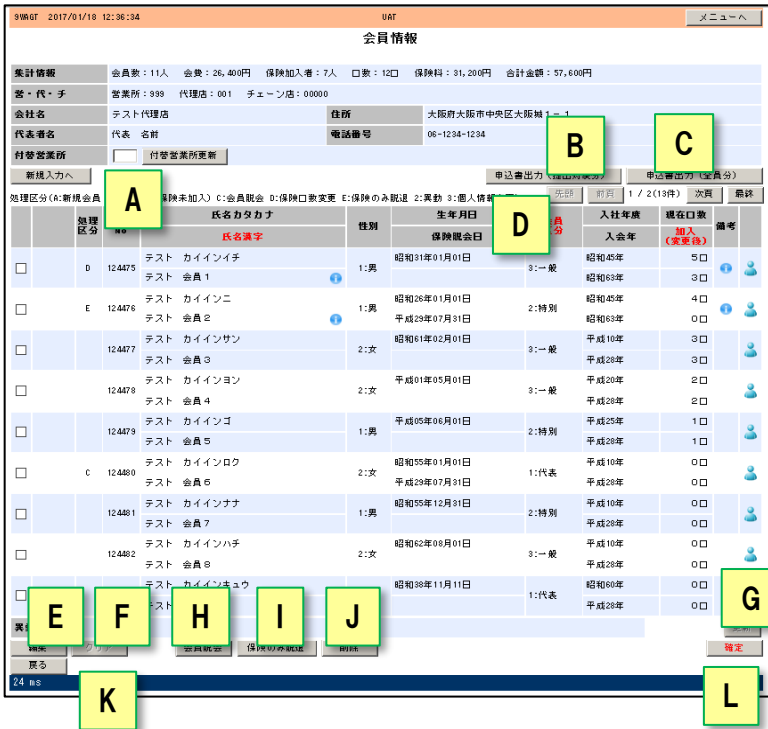 9WAGT 2017/01/18 12:36:34 UAT メニューへ
会員情報
集計情報 会員数：11人 会費：26,400円 保険加入者：7人 口数：12口 保険料：31,200円 合計金額：57,600円
営・代・チ 営業所：999 代理店：001 チェーン店：00000
会社名 テスト代理店 住所 大阪府大阪市中央区大阪城１－１
代表者名 代表 名前 電話番号 06-1234-1234
付替営業所 付替営業所更新
B C
新規入力へ 申込書出力 申込書出力（全員分）
A
処理区分(A:新規会員 保険未加入) C:会員脱会 D:保険口数変更 E:保険のみ脱退 2:異動 3:個人情報 先頭 前頁 1 / 2(13件) 次頁 最終
D
処理区分 No 氏名カタカナ 性別 生年月日 入社年度 現在口数 備考
氏名漢字 保険脱会日 入会年 加入(変更後)
D 124475 テスト カイインイチ 1:男 昭和31年01月01日 3:一般 昭和45年 5口
テスト 会員１ 昭和63年 3口
E 124476 テスト カイインニ 1:男 昭和26年01月01日 2:特別 昭和45年 4口
テスト 会員２ 平成29年07月31日 昭和63年 0口
124477 テスト カイインサン 2:女 昭和61年02月01日 3:一般 平成10年 3口
テスト 会員３ 平成28年 3口
124478 テスト カイインヨン 2:女 平成01年05月01日 3:一般 平成20年 2口
テスト 会員４ 平成28年 2口
124479 テスト カイインゴ 1:男 平成05年06月01日 2:特別 平成25年 1口
テスト 会員５ 平成28年 1口
C 124480 テスト カイインロク 2:女 昭和55年01月01日 1:代表 平成10年 0口
テスト 会員６ 平成29年07月31日 平成28年 0口
124481 テスト カイインナナ 1:男 昭和55年12月31日 2:特別 平成10年 0口
テスト 会員７ 平成28年 0口
124482 テスト カイインハチ 2:女 昭和62年08月01日 3:一般 平成10年 0口
テスト 会員８ 平成28年 0口
カイインキュウ 昭和38年11月11日 1:代表 昭和60年 0口
平成28年 0口
E F H I J G
編集 会員脱会 保険のみ脱退 削除 更新
戻る 確定
24 ms
K L